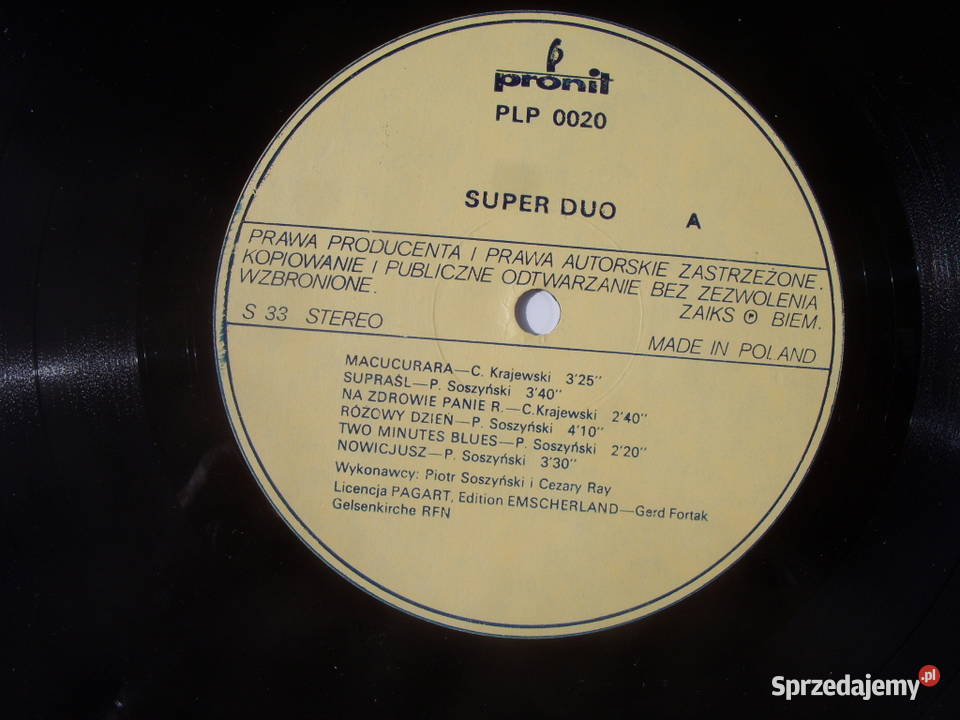 pronit
PLP 0020
SUPER DUO
A
PRAWA PRODUCENTA I PRAWA AUTORSKIE ZASTRZEŻONE.
KOPIOWANIE I PUBLICZNE ODTWARZANIE BEZ ZEZWOLENIA
WZBRONIONE.
ZAIKS ℗ BIEM.
S 33 STEREO
MADE IN POLAND
MACUCURARA—C. Krajewski 3'25"
SUPRAŚL—P. Soszyński 3'40"
NA ZDROWIE PANIE R.—C.Krajewski 2'40"
RÓŻOWY DZIEŃ—P. Soszyński 4'10"
TWO MINUTES BLUES—P. Soszyński 2'20"
NOWICJUSZ—P. Soszyński 3'30"
Wykonawcy: Piotr Soszyński i Cezary Ray
Licencja PAGART, Edition EMSCHERLAND—Gerd Fortak
Gelsenkirche RFN
Sprzedajemy.pl